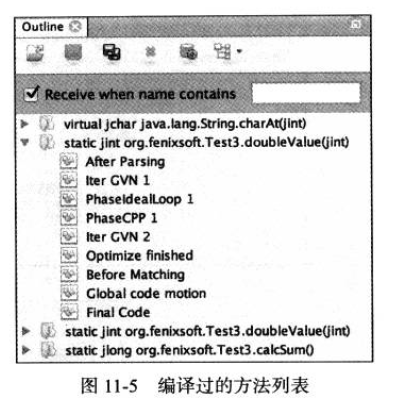 Outline
Receive when name contains
virtual jchar java.lang.String.charAt(jint)
static jint org.fenixsoft.Test3.doubleValue(jint)
After Parsing
Iter GVN 1
PhaseIdealLoop 1
PhaseCPP 1
Iter GVN 2
Optimize finished
Before Matching
Global code motion
Final Code
static jint org.fenixsoft.Test3.doubleValue(jint)
static jlong org.fenixsoft.Test3.calcSum()
图 11-5 编译过的方法列表